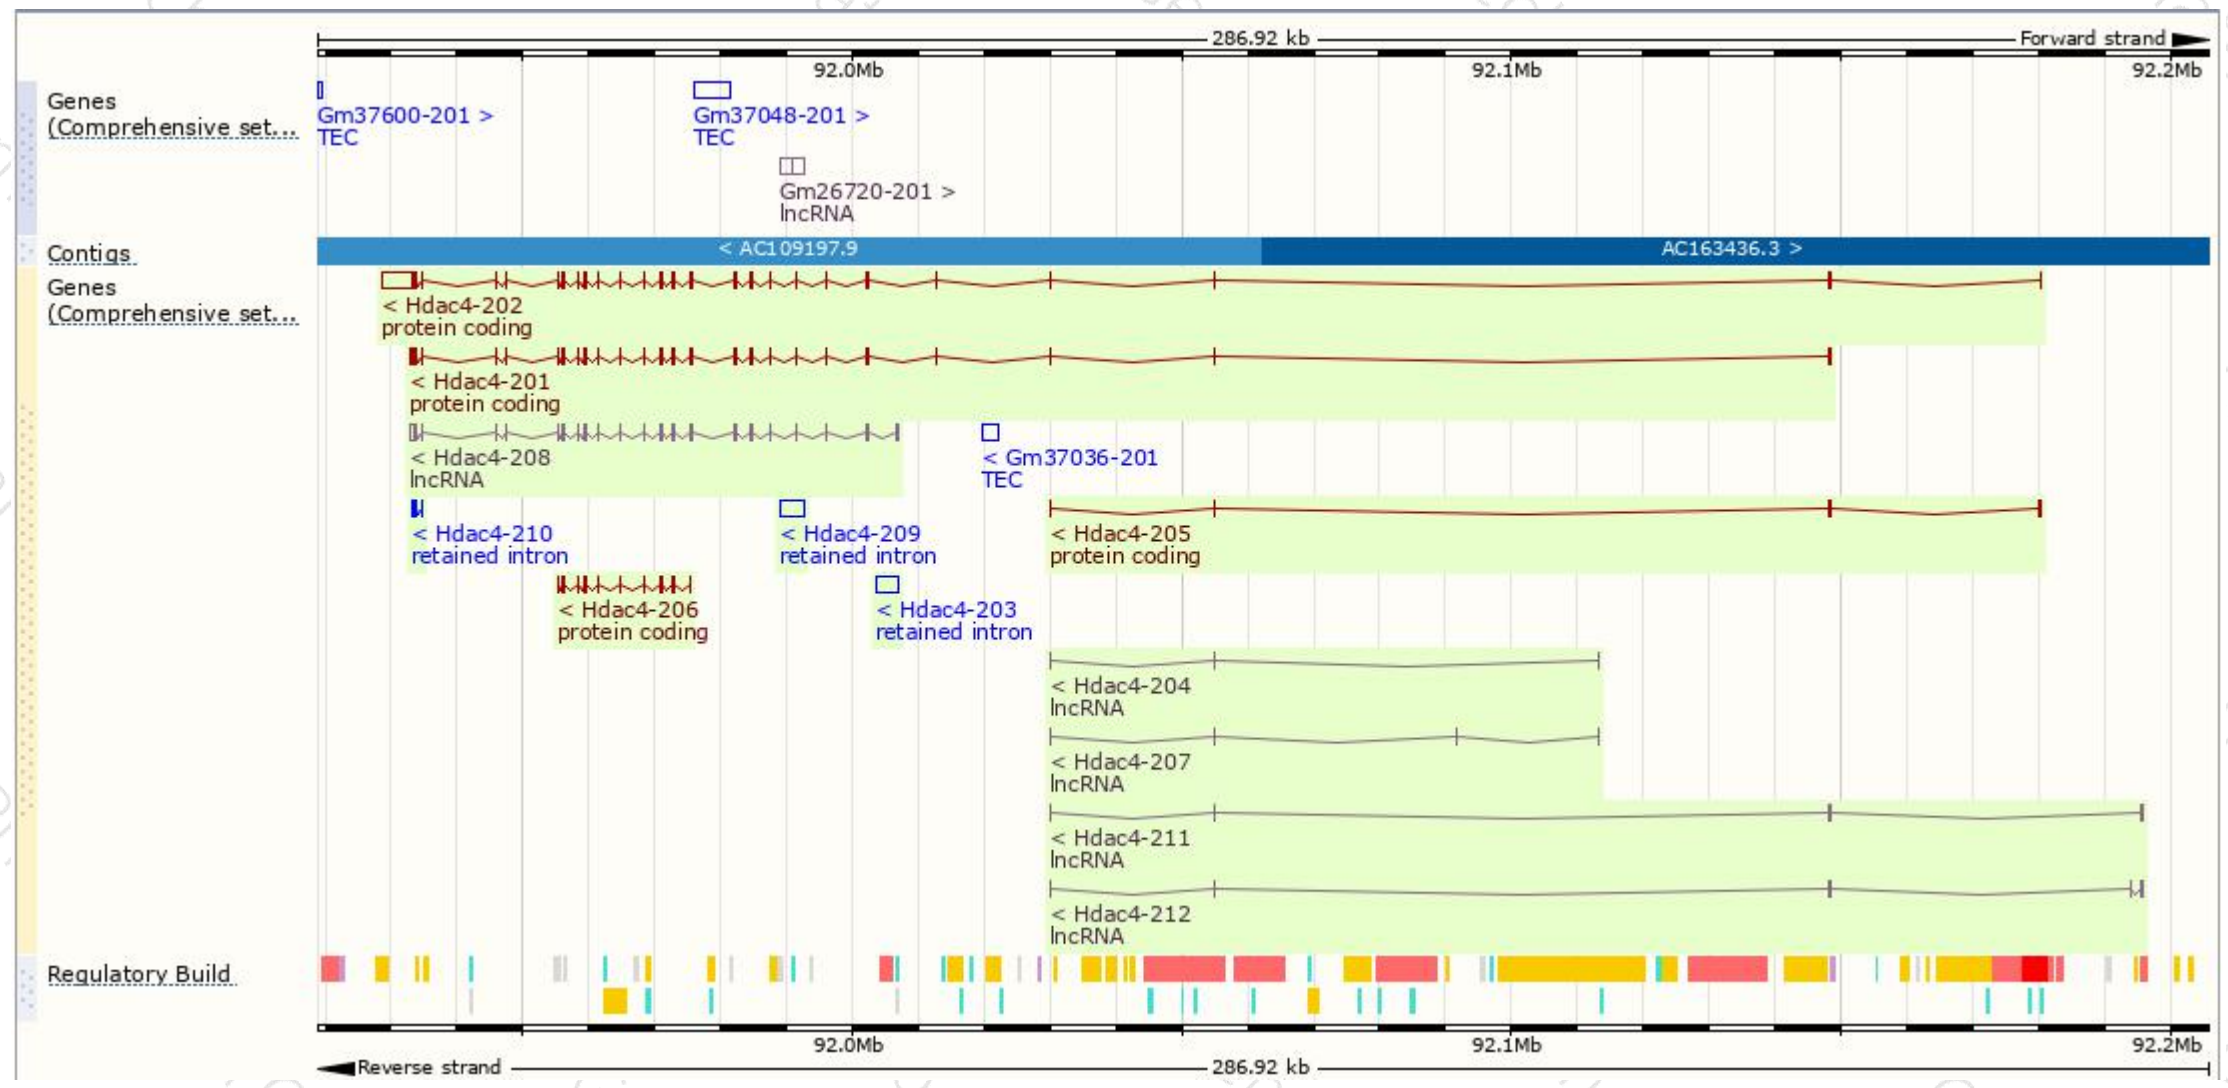 286.92 kb
Forward strand
92.0Mb 92.1Mb 92.2Mb
Genes
(Comprehensive set...
Gm37600-201 >
TEC
Gm37048-201 >
TEC
Gm26720-201 >
lncRNA
Contigs
< AC109197.9
AC163436.3 >
Genes
(Comprehensive set...
< Hdac4-202
protein coding
< Hdac4-201
protein coding
< Hdac4-208
lncRNA
< Gm37036-201
TEC
< Hdac4-210
retained intron
< Hdac4-209
retained intron
< Hdac4-205
protein coding
< Hdac4-206
protein coding
< Hdac4-203
retained intron
< Hdac4-204
lncRNA
< Hdac4-207
lncRNA
< Hdac4-211
lncRNA
< Hdac4-212
lncRNA
Regulatory Build
92.0Mb 92.1Mb 92.2Mb
Reverse strand
286.92 kb